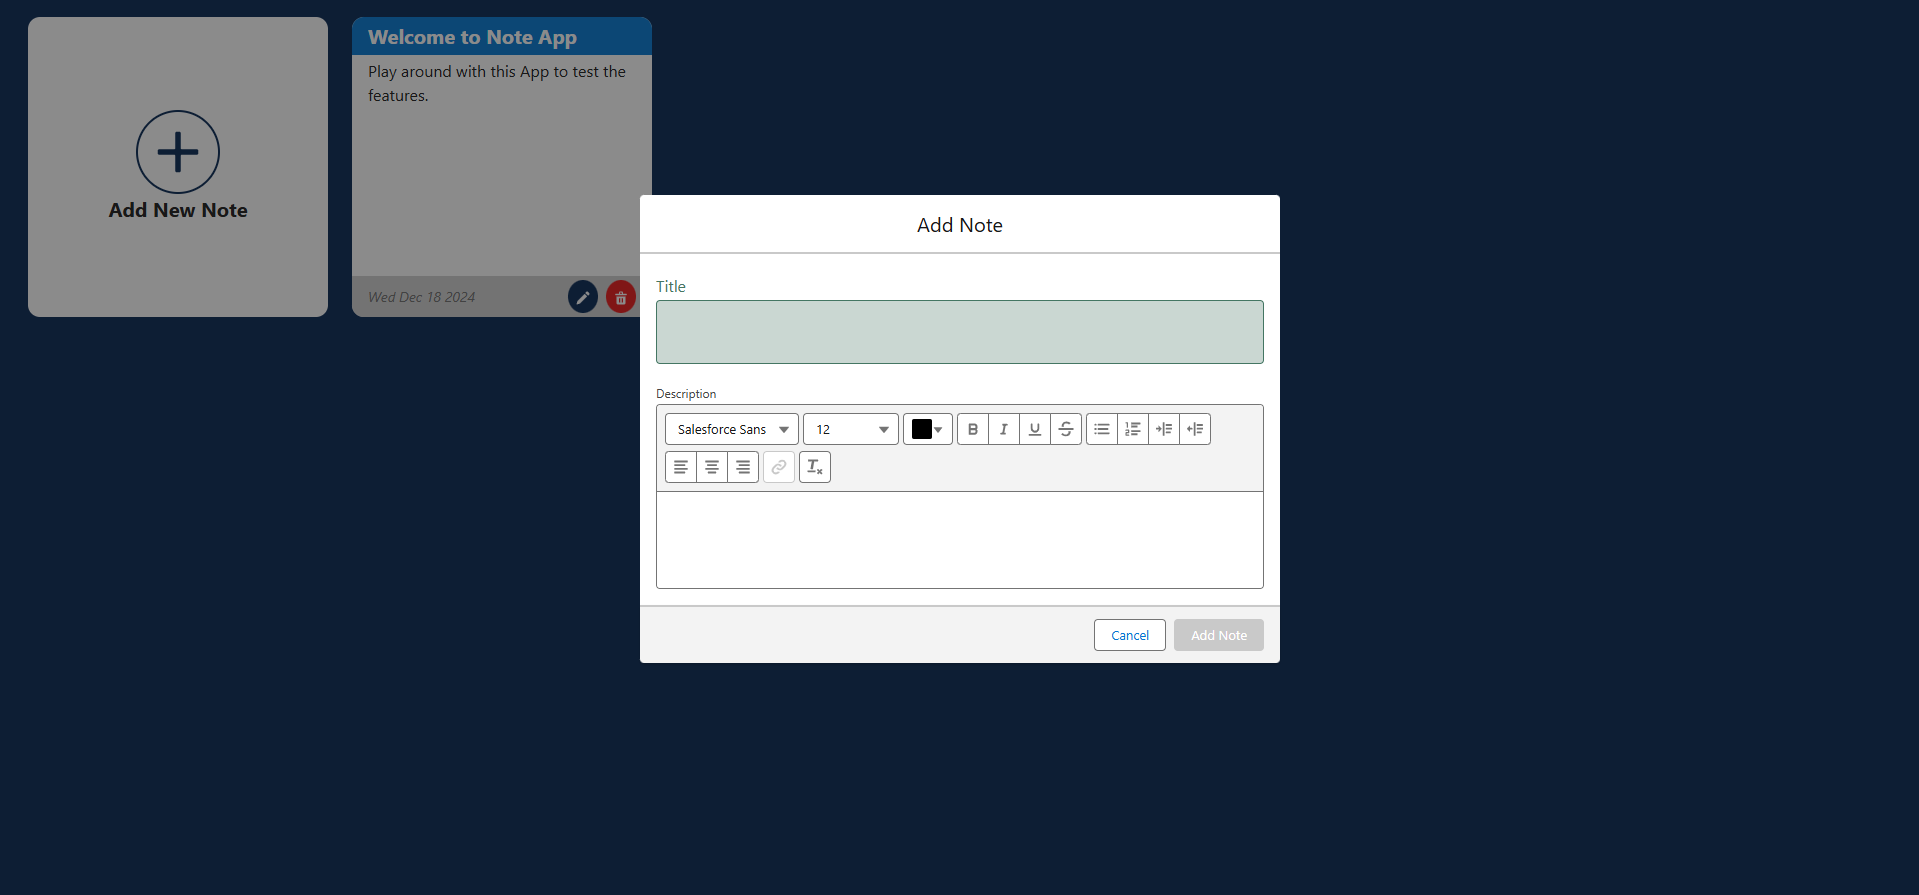 Welcome to Note App
Play around with this App to test the
features.
Add New Note
Wed Dec 18 2024
Add Note
Title
Description
Salesforce Sans
12
Cancel
Add Note